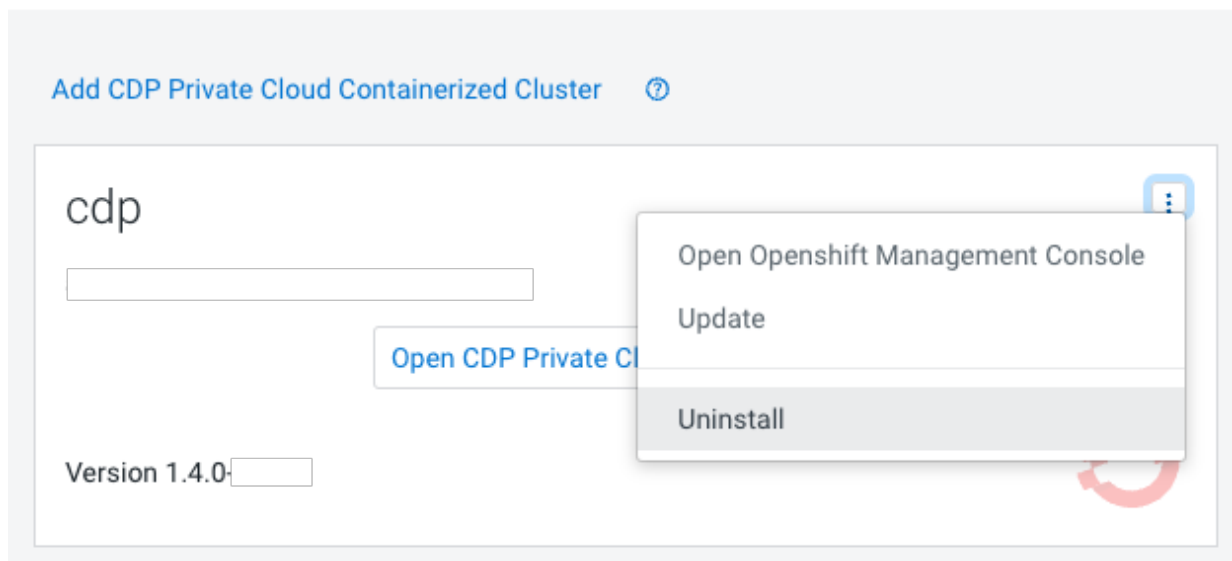 Add CDP Private Cloud Containerized Cluster
cdp
Open Openshift Management Console
Update
Open CDP Private Cl
Uninstall
Version 1.4.0-